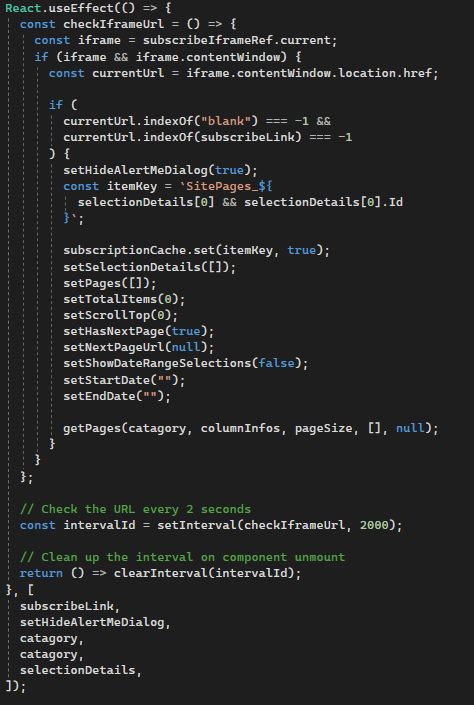 React.useEffect(() => {
  const checkIframeUrl = () => {
    const iframe = subscribeIframeRef.current;
    if (iframe && iframe.contentWindow) {
      const currentUrl = iframe.contentWindow.location.href;

      if (
        currentUrl.indexOf("blank") === -1 &&
        currentUrl.indexOf(subscribeLink) === -1
      ) {
        setHideAlertMeDialog(true);
        const itemKey = `SitePages_${
          selectionDetails[0] && selectionDetails[0].Id
        }`;

        subscriptionCache.set(itemKey, true);
        setSelectionDetails([]);
        setPages([]);
        setTotalItems(0);
        setScrollTop(0);
        setHasNextPage(true);
        setNextPageUrl(null);
        setShowDateRangeSelections(false);
        setStartDate("");
        setEndDate("");

        getPages(catagory, columnInfos, pageSize, [], null);
      }
    }
  };

  // Check the URL every 2 seconds
  const intervalId = setInterval(checkIframeUrl, 2000);

  // Clean up the interval on component unmount
  return () => clearInterval(intervalId);
}, [
  subscribeLink,
  setHideAlertMeDialog,
  catagory,
  catagory,
  selectionDetails,
]);